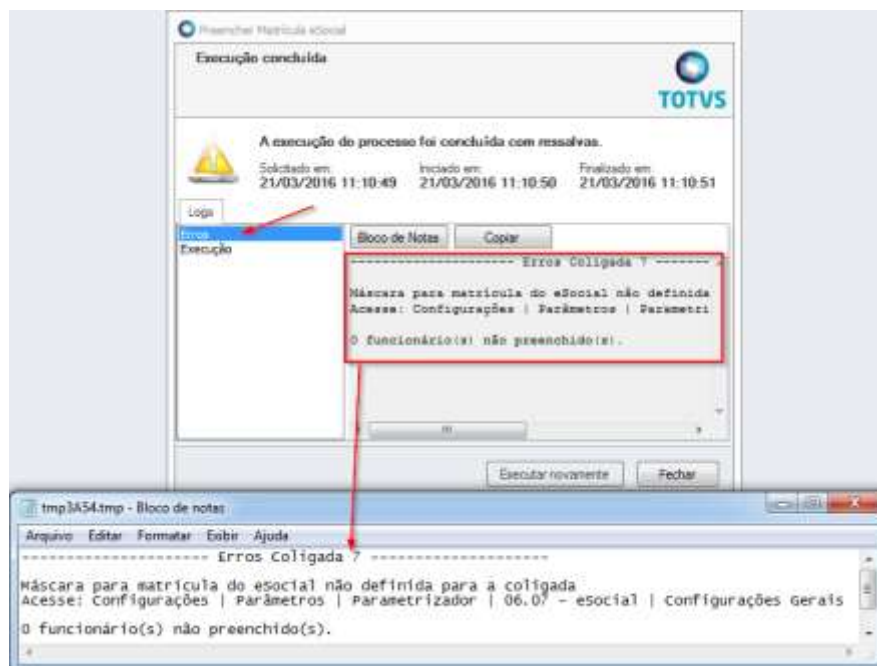 Preencher Matrícula eSocial
Execução concluída
TOTVS
A execução do processo foi concluída com ressalvas.
Solicitado em: Iniciado em: Finalizado em:
21/03/2016 11:10:49 21/03/2016 11:10:50 21/03/2016 11:10:51
Logs
Erros
Execução
Bloco de Notas Copiar
---------------------- Erros Coligada 7 -------
Máscara para matrícula do eSocial não definida
Acesse: Configurações | Parâmetros | Parametri
0 funcionário(s) não preenchido(s).
Executar novamente Fechar
tmp3A54.tmp - Bloco de notas
Arquivo Editar Formatar Exibir Ajuda
---------------------- Erros Coligada 7 ---------------------
Máscara para matrícula do esocial não definida para a coligada
Acesse: Configurações | Parâmetros | Parametrizador | 06.07 - eSocial | Configurações Gerais
0 funcionário(s) não preenchido(s).